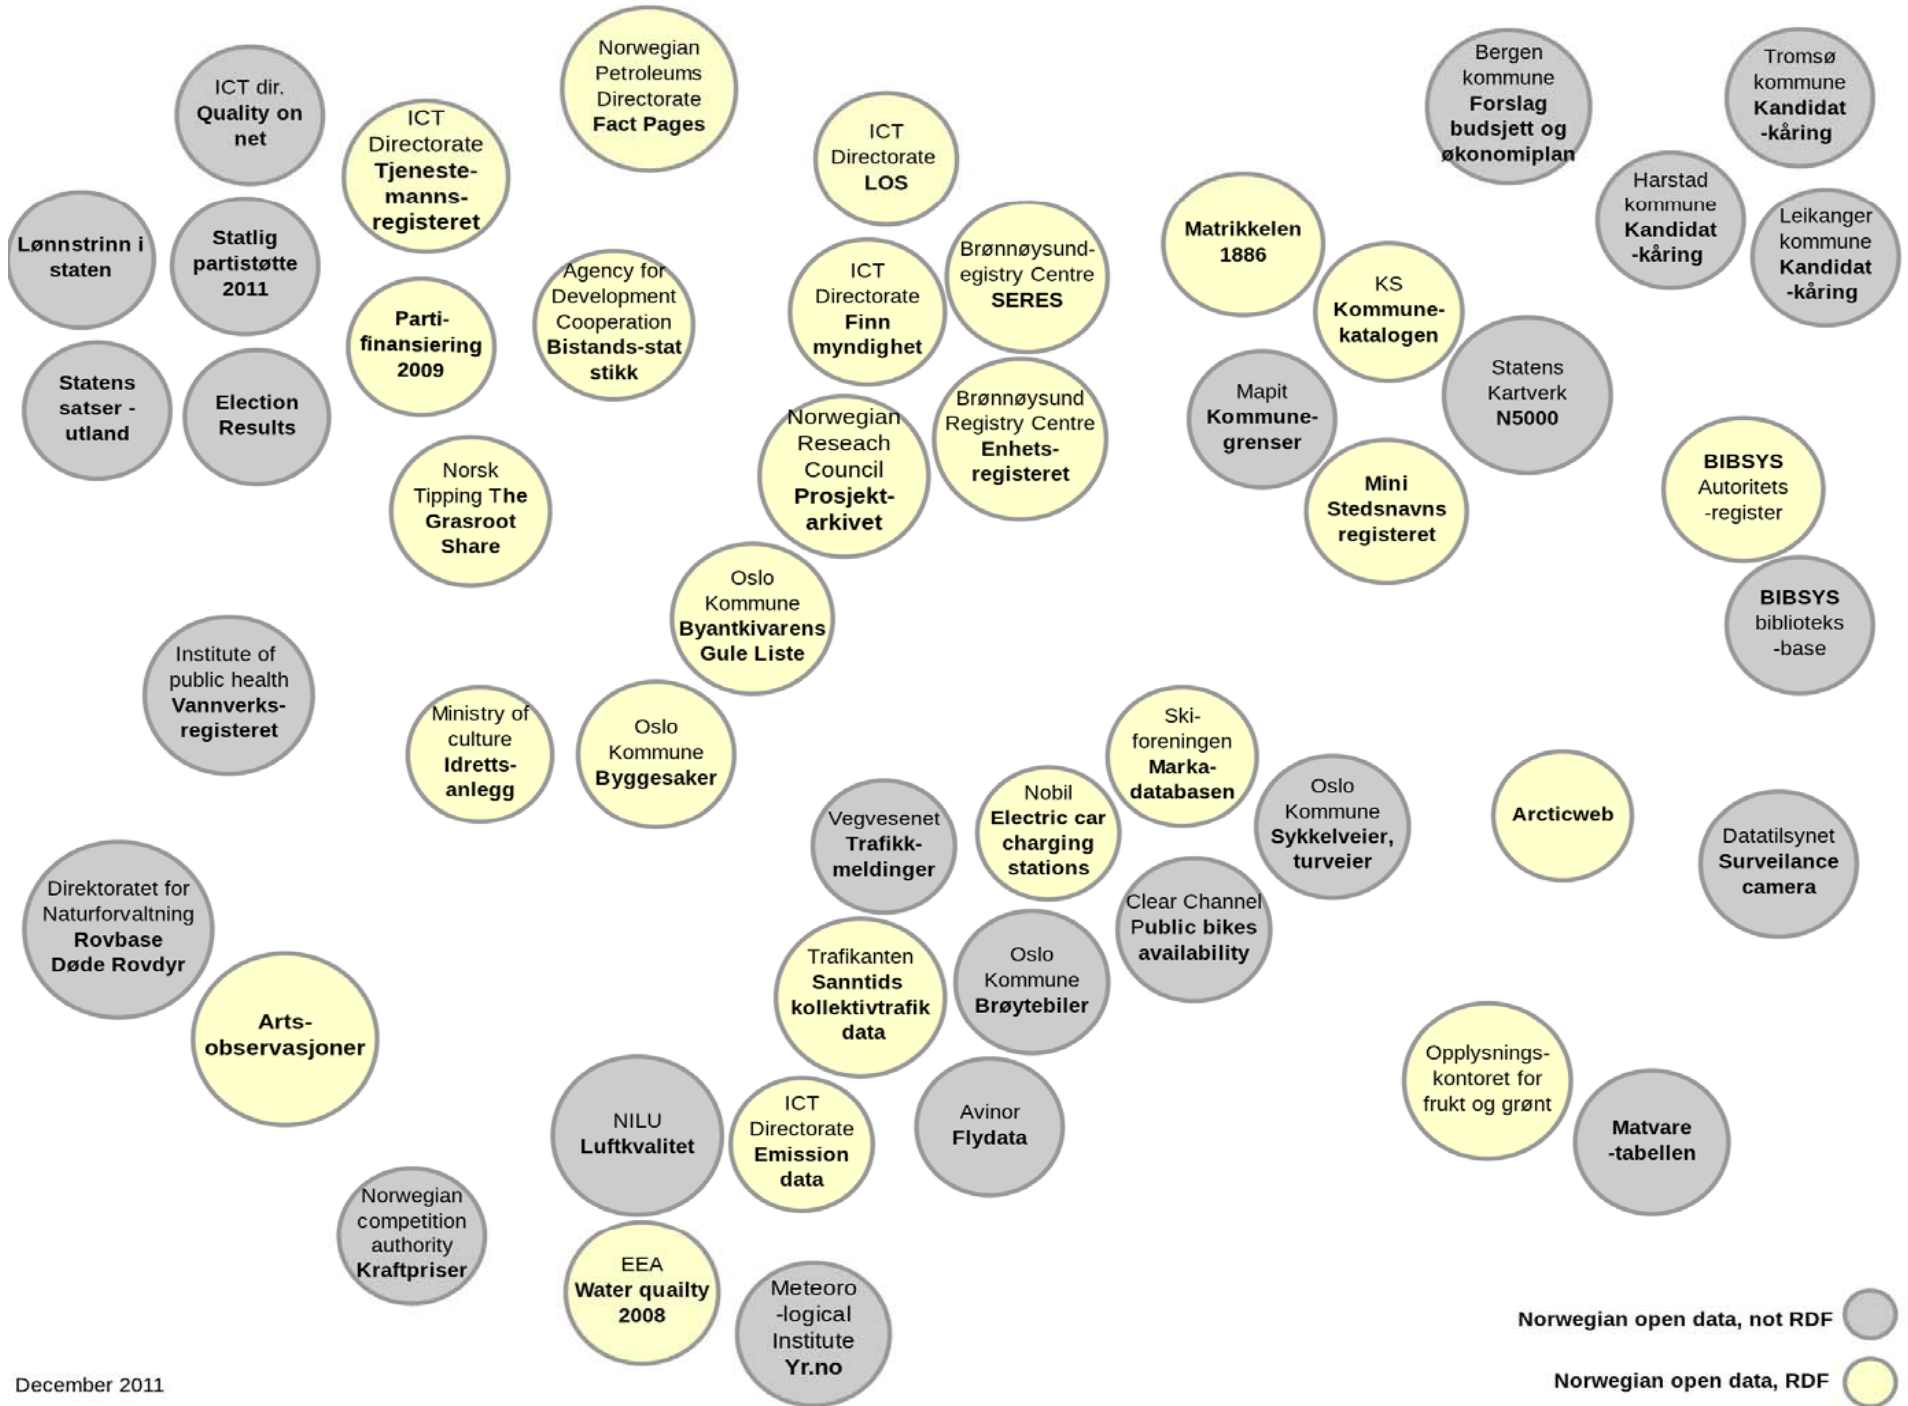 ICT dir.
Quality on
net
ICT
Directorate
Tjeneste-
manns-
registeret
Norwegian
Petroleums
Directorate
Fact Pages
ICT
Directorate
LOS
Bergen
kommune
Forslag
budsjett og
økonomiplan
Tromsø
kommune
Kandidat
-kåring
Harstad
kommune
Kandidat
-kåring
Leikanger
kommune
Kandidat
-kåring
Lønnstrinn i
staten
Statlig
partistøtte
2011
Parti-
finansiering
2009
Agency for
Development
Cooperation
Bistands-stat
stikk
ICT
Directorate
Finn
myndighet
Brønnøysund-
egistry Centre
SERES
Matrikkelen
1886
KS
Kommune-
katalogen
Statens
satser -
utland
Election
Results
Norsk
Tipping The
Grasroot
Share
Norwegian
Reseach
Council
Prosjekt-
arkivet
Brønnøysund
Registry Centre
Enhets-
registeret
Mapit
Kommune-
grenser
Statens
Kartverk
N5000
Mini
Stedsnavns
registeret
BIBSYS
Autoritets
-register
BIBSYS
biblioteks
-base
Oslo
Kommune
Byantkivarens
Gule Liste
Institute of
public health
Vannverks-
registeret
Ministry of
culture
Idretts-
anlegg
Oslo
Kommune
Byggesaker
Vegvesenet
Trafikk-
meldinger
Nobil
Electric car
charging
stations
Ski-
foreningen
Marka-
databasen
Oslo
Kommune
Sykkelveier,
turveier
Arcticweb
Datatilsynet
Surveilance
camera
Direktoratet for
Naturforvaltning
Rovbase
Døde Rovdyr
Arts-
observasjoner
Trafikanten
Sanntids
kollektivtrafik
data
Oslo
Kommune
Brøytebiler
Clear Channel
Public bikes
availability
Opplysnings-
kontoret for
frukt og grønt
Matvare
-tabellen
NILU
Luftkvalitet
ICT
Directorate
Emission
data
Avinor
Flydata
Norwegian
competition
authority
Kraftpriser
EEA
Water quailty
2008
Meteoro
-logical
Institute
Yr.no
Norwegian open data, not RDF
Norwegian open data, RDF
December 2011